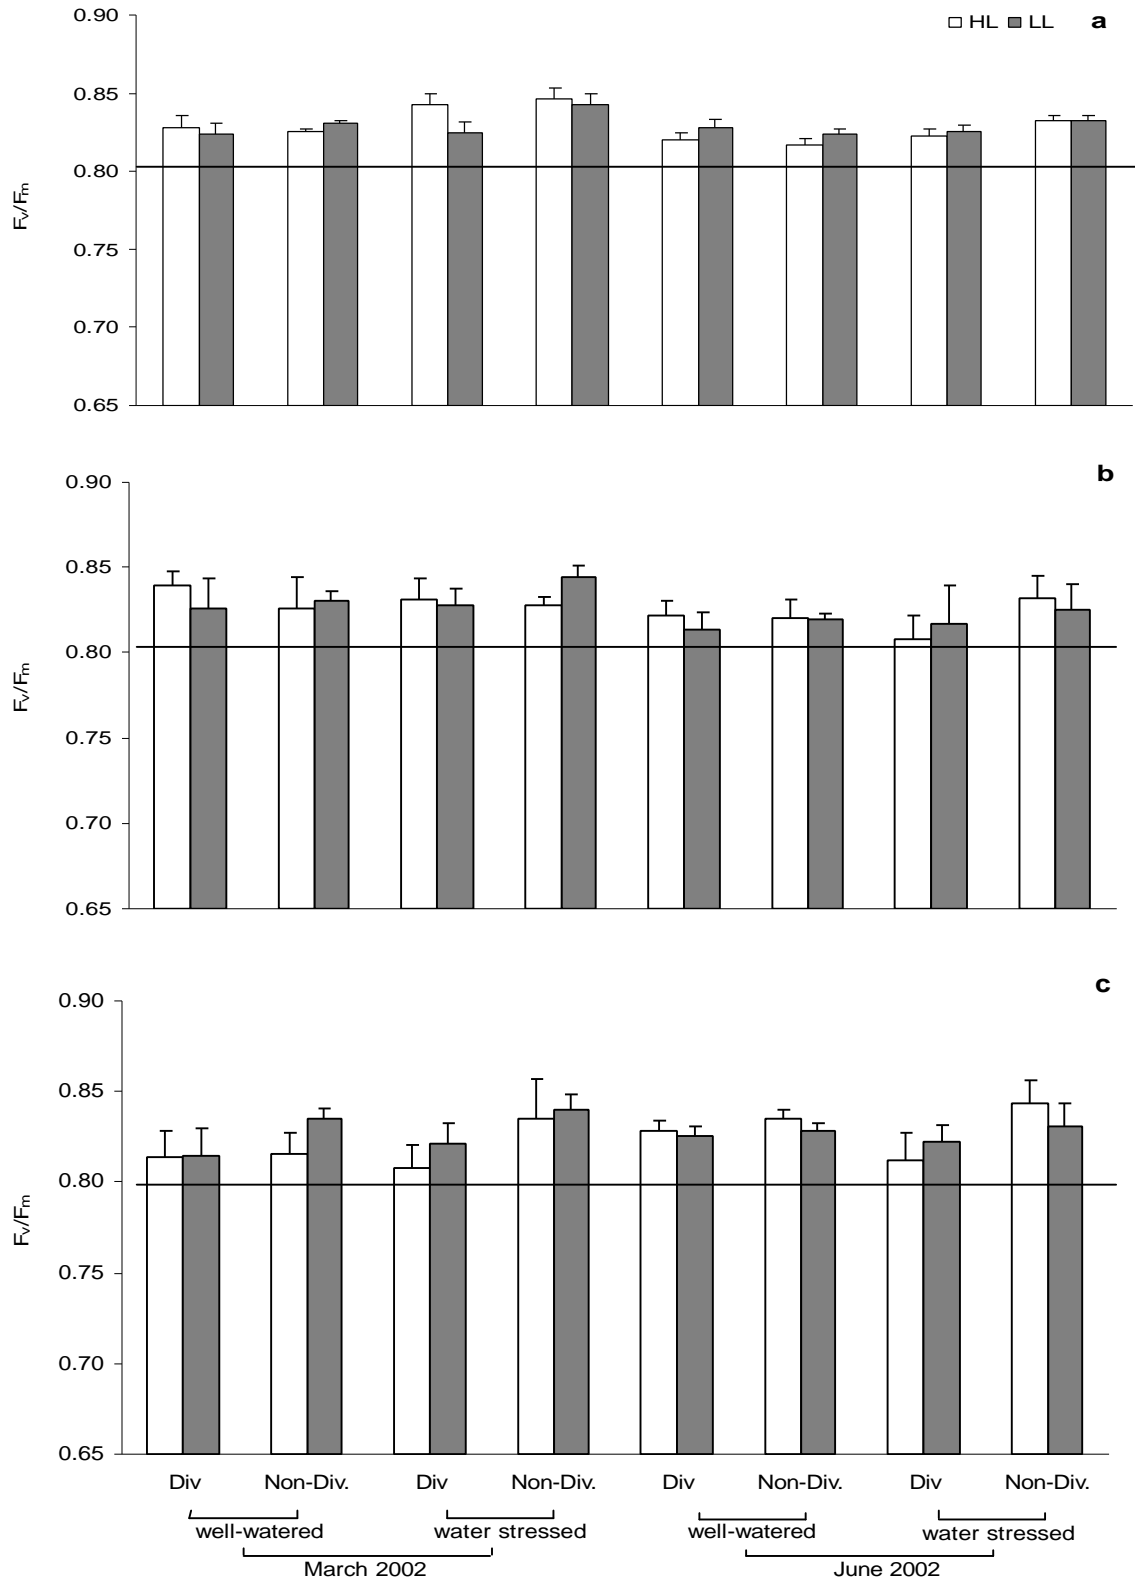 0.90
HL LL a
0.85
0.80
0.75
0.70
0.65
Fv/Fm
b
0.90
0.85
0.80
0.75
0.70
0.65
Fv/Fm
c
0.90
0.85
0.80
0.75
0.70
0.65
Fv/Fm
Div Non-Div. Div Non-Div. Div Non-Div. Div Non-Div.
well-watered water stressed well-watered water stressed
March 2002 June 2002